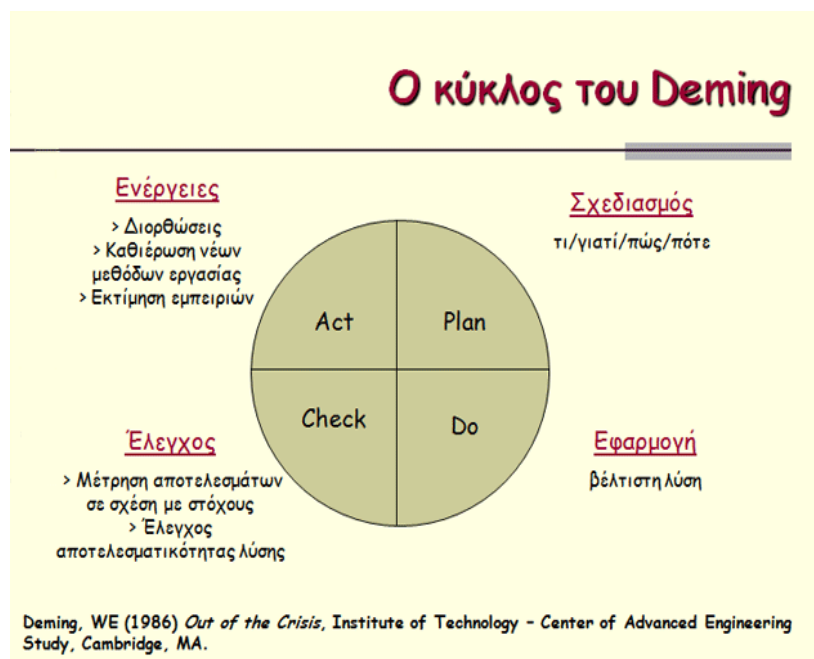 Ο κύκλος του Deming
Ενέργειες
> Διορθώσεις
> Καθιέρωση νέων
μεθόδων εργασίας
> Εκτίμηση εμπειριών
Σχεδιασμός
τι/γιατί/πώς/πότε
Act
Plan
Check
Do
Έλεγχος
> Μέτρηση αποτελεσμάτων
σε σχέση με στόχους
> Έλεγχος
αποτελεσματικότητας λύσης
Εφαρμογή
βέλτιστη λύση
Deming, WE (1986) Out of the Crisis, Institute of Technology – Center of Advanced Engineering
Study, Cambridge, MA.